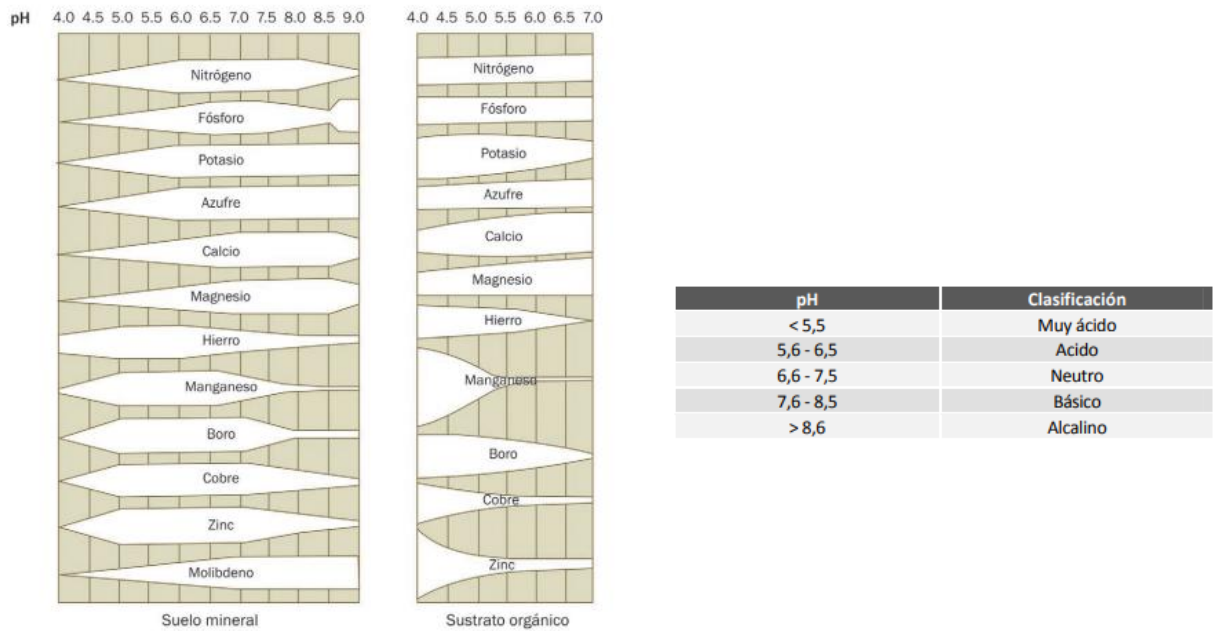 pH 4.0 4.5 5.0 5.5 6.0 6.5 7.0 7.5 8.0 8.5 9.0
Nitrógeno
Fósforo
Potasio
Azufre
Calcio
Magnesio
Hierro
Manganeso
Boro
Cobre
Zinc
Molibdeno
Suelo mineral
4.0 4.5 5.0 5.5 6.0 6.5 7.0
Nitrógeno
Fósforo
Potasio
Azufre
Calcio
Magnesio
Hierro
Manganeso
Boro
Cobre
Zinc
Sustrato orgánico
pH Clasificación
< 5,5 Muy ácido
5,6 - 6,5 Acido
6,6 - 7,5 Neutro
7,6 - 8,5 Básico
> 8,6 Alcalino